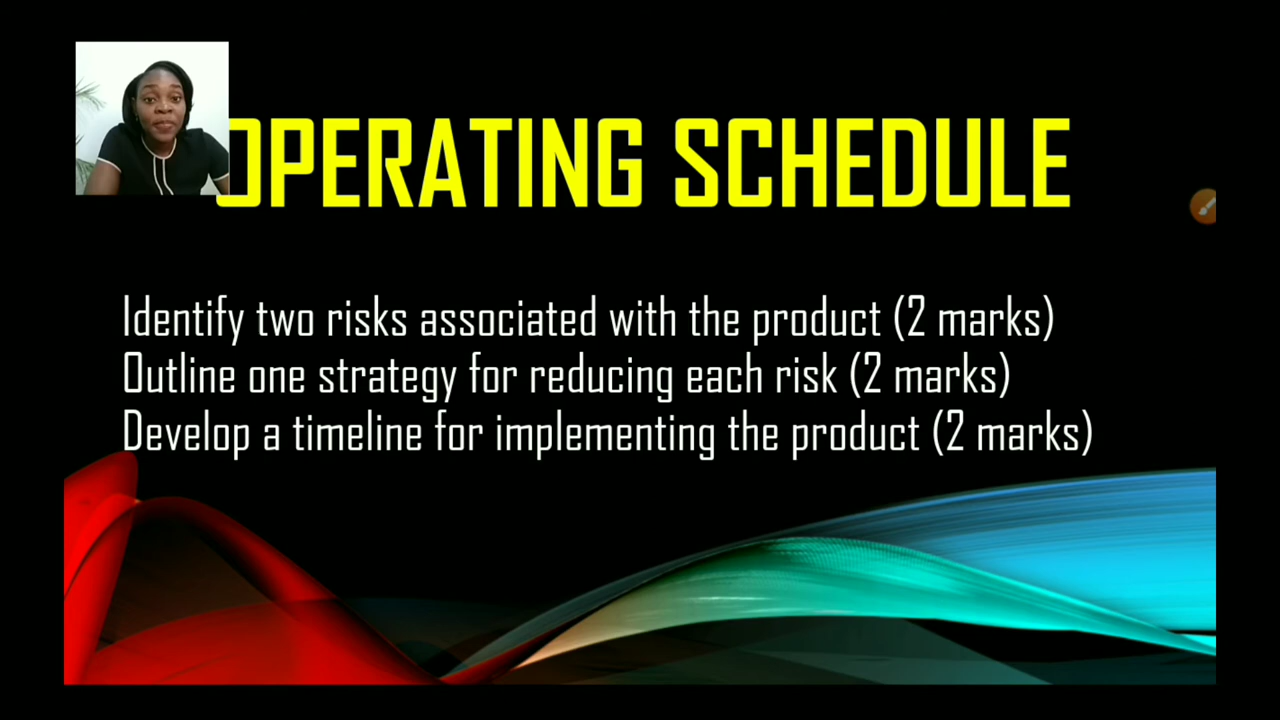 OPERATING SCHEDULE
Identify two risks associated with the product (2 marks)
Outline one strategy for reducing each risk (2 marks)
Develop a timeline for implementing the product (2 marks)